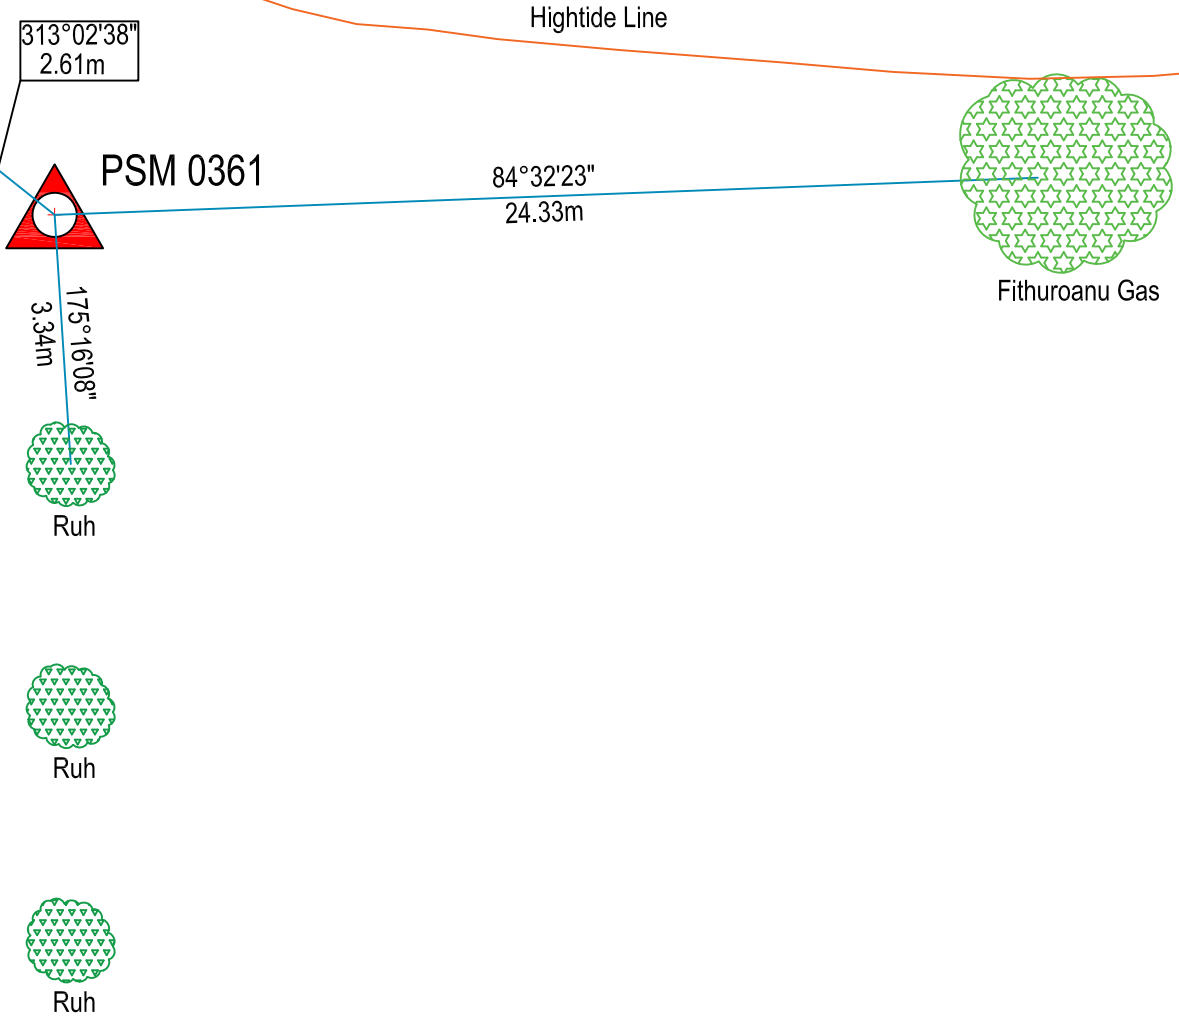 Hightide Line
313°02'38"
2.61m
PSM 0361
84°32'23"
24.33m
Fithuroanu Gas
175°16'08"
3.34m
Ruh
Ruh
Ruh